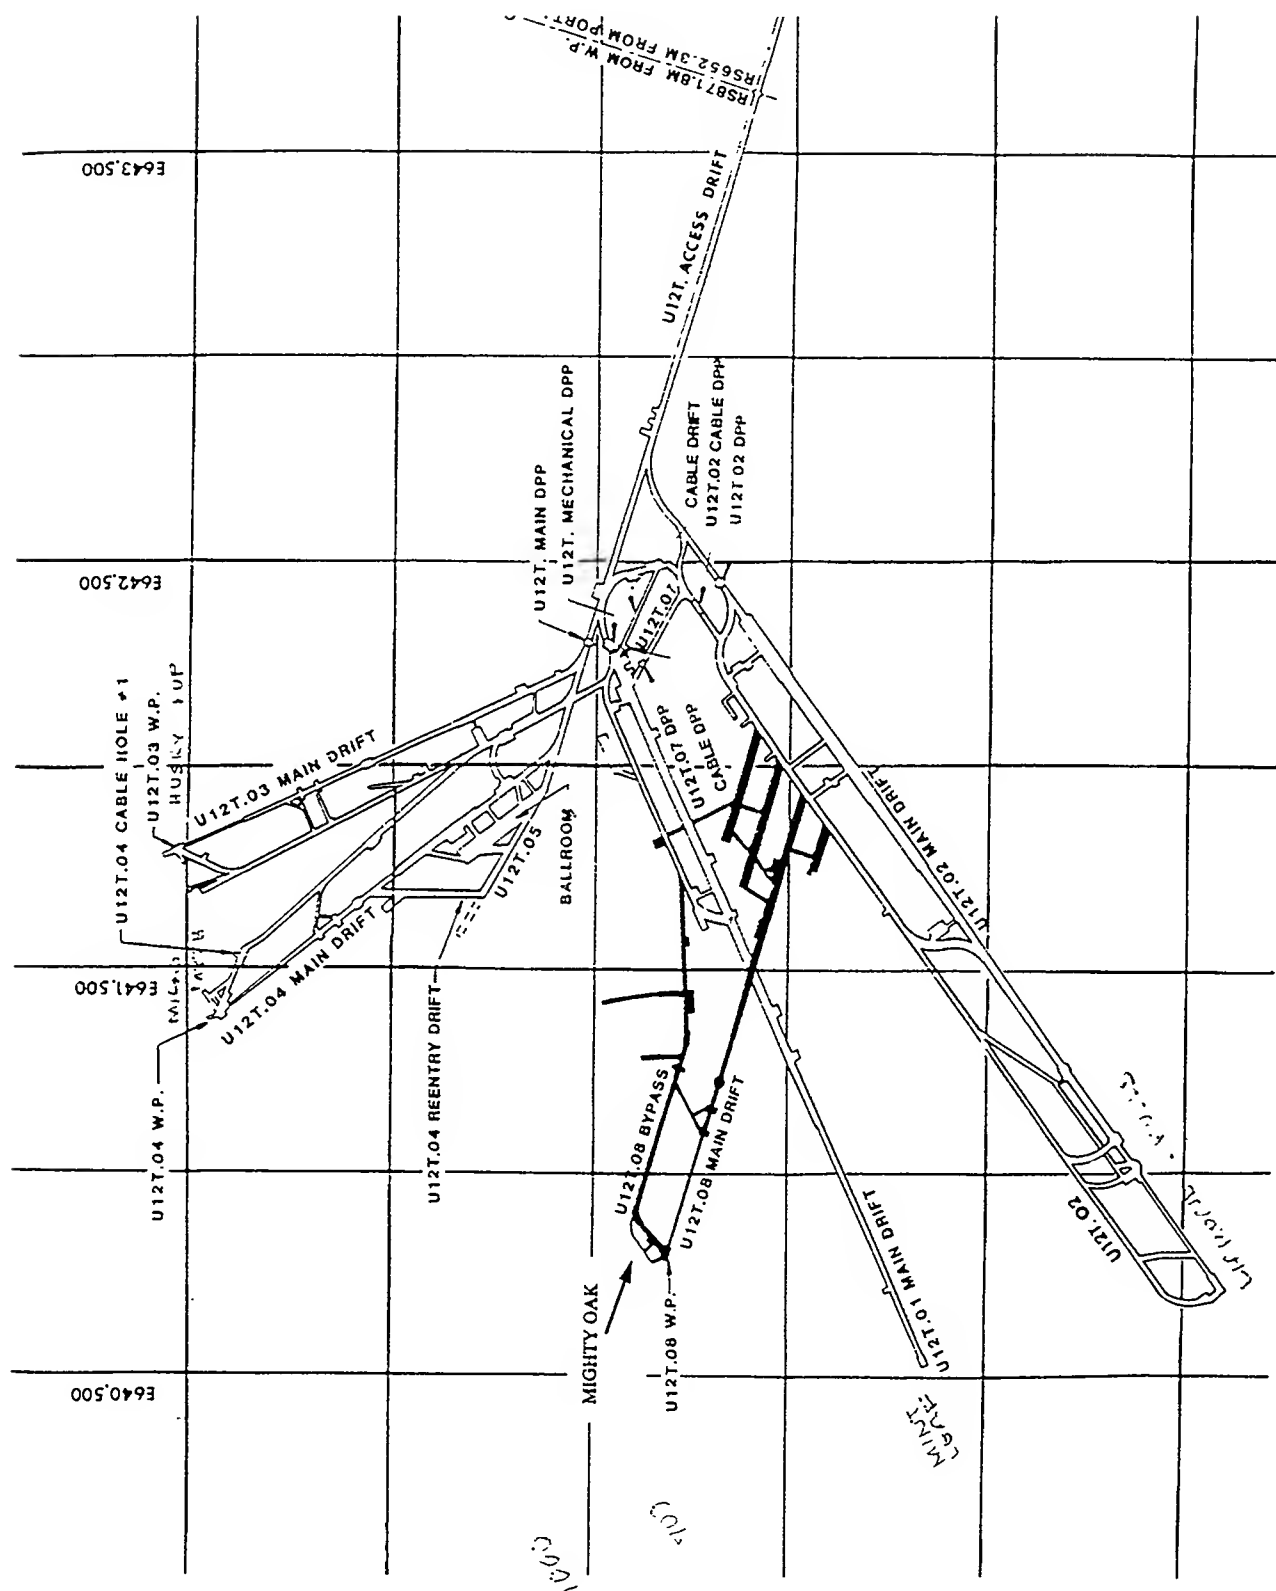 RS652.3M FROM PORT
RS871.8M FROM W.P.
E643,500
U12T. ACCESS DRIFT
U12T. MAIN DPP
U12T. MECHANICAL DPP
CABLE DRIFT
U12T.02 CABLE DPP
U12T 02 DPP
E642,500
U12T.04 CABLE HOLE #1
U12T.03 W.P.
HUSKY PUP
U12T.03 MAIN DRIFT
U12T.07
U12T.07 DPP
CABLE DPP
BALLROOM
U12T.05
U12T.02 MAIN DRIFT
E641,500
U12T.04 MAIN DRIFT
U12T.04 W.P.
U12T.04 REENTRY DRIFT
U12T.08 BYPASS
U12T.08 MAIN DRIFT
MIGHTY OAK
U12T.08 W.P.
U12T.01 MAIN DRIFT
U12T.02
MINT
LEAF
E640,500